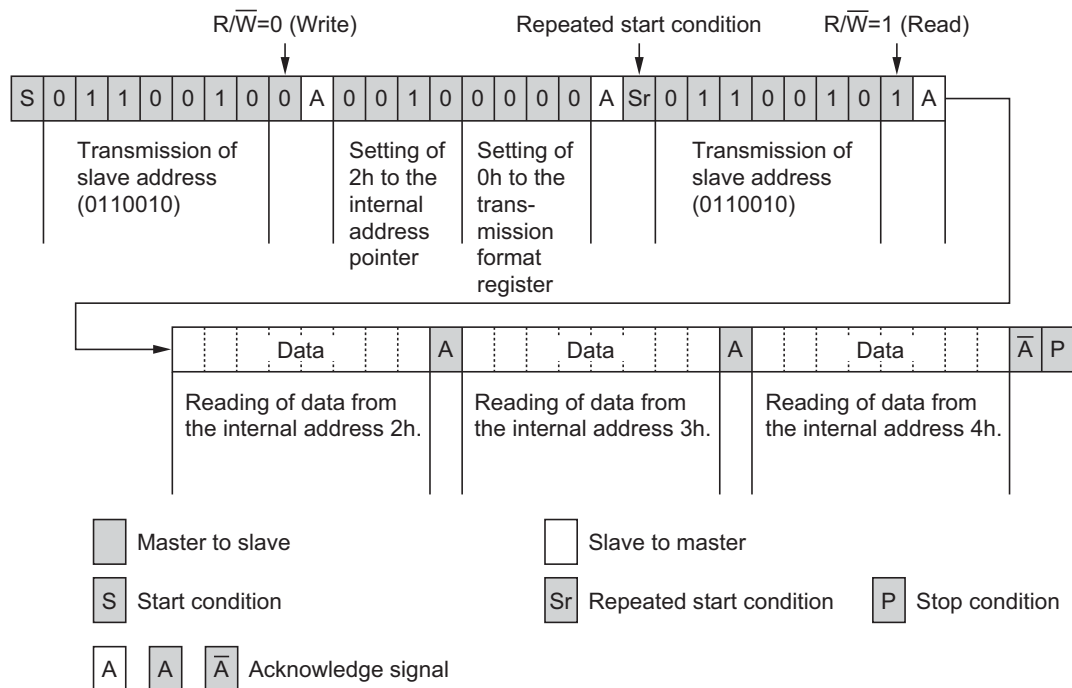 R/W̅=0 (Write) Repeated start condition R/W̅=1 (Read)
S 0 1 1 0 0 1 0 0 A 0 0 1 0 0 0 0 0 A Sr 0 1 1 0 0 1 0 1 A
Transmission of
slave address
(0110010)
Setting of
2h to the
internal
address
pointer
Setting of
0h to the
trans-
mission
format
register
Transmission of
slave address
(0110010)
Data A Data A Data A̅ P
Reading of data from
the internal address 2h.
Reading of data from
the internal address 3h.
Reading of data from
the internal address 4h.
Master to slave
Slave to master
S Start condition
Sr Repeated start condition
P Stop condition
A A A̅ Acknowledge signal